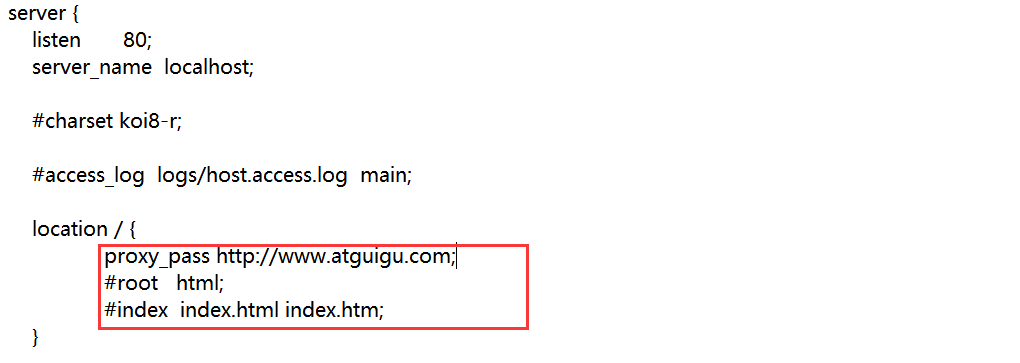 server {
listen 80;
server_name localhost;
#charset koi8-r;
#access_log logs/host.access.log main;
location / {
proxy_pass http://www.atguigu.com;
#root html;
#index index.html index.htm;
}